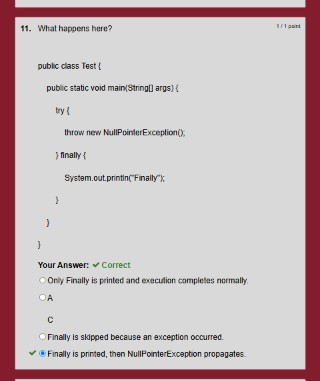 11. What happens here?
1 / 1 point
public class Test {
public static void main(String[] args) {
try {
throw new NullPointerException();
} finally {
System.out.println("Finally");
}
}
}
Your Answer: ✔ Correct
Only Finally is printed and execution completes normally.
A
C
Finally is skipped because an exception occurred.
Finally is printed, then NullPointerException propagates.